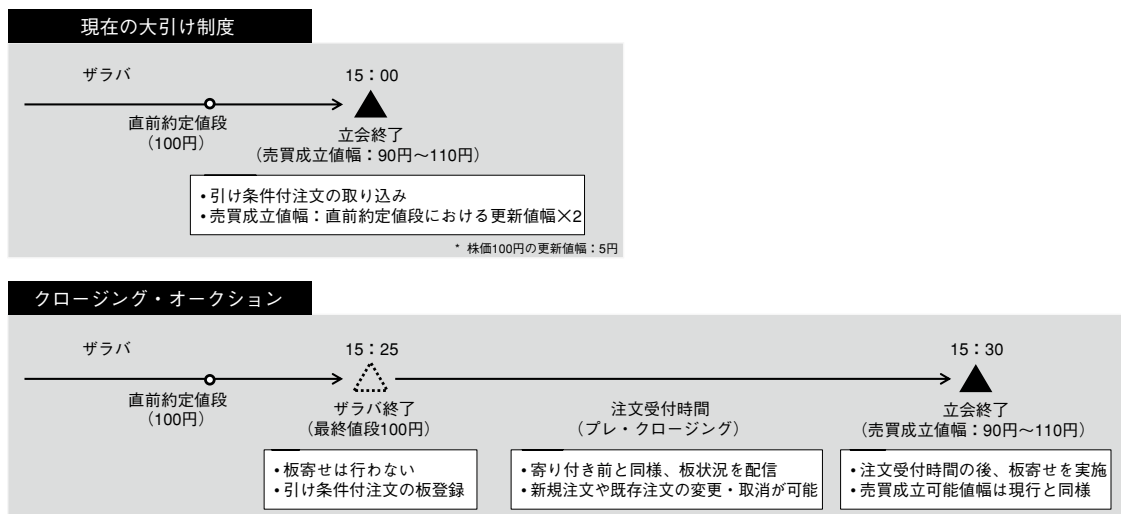 現在の大引け制度
ザラバ
15：00
直前約定値段
（100円）
立会終了
（売買成立値幅：90円～110円）
•引け条件付注文の取り込み
•売買成立値幅：直前約定値段における更新値幅×2
* 株価100円の更新値幅：5円
クロージング・オークション
ザラバ
15：25
15：30
直前約定値段
（100円）
ザラバ終了
（最終値段100円）
注文受付時間
（プレ・クロージング）
立会終了
（売買成立値幅：90円～110円）
•板寄せは行わない
•引け条件付注文の板登録
•寄り付き前と同様、板状況を配信
•新規注文や既存注文の変更・取消が可能
•注文受付時間の後、板寄せを実施
•売買成立可能値幅は現行と同様